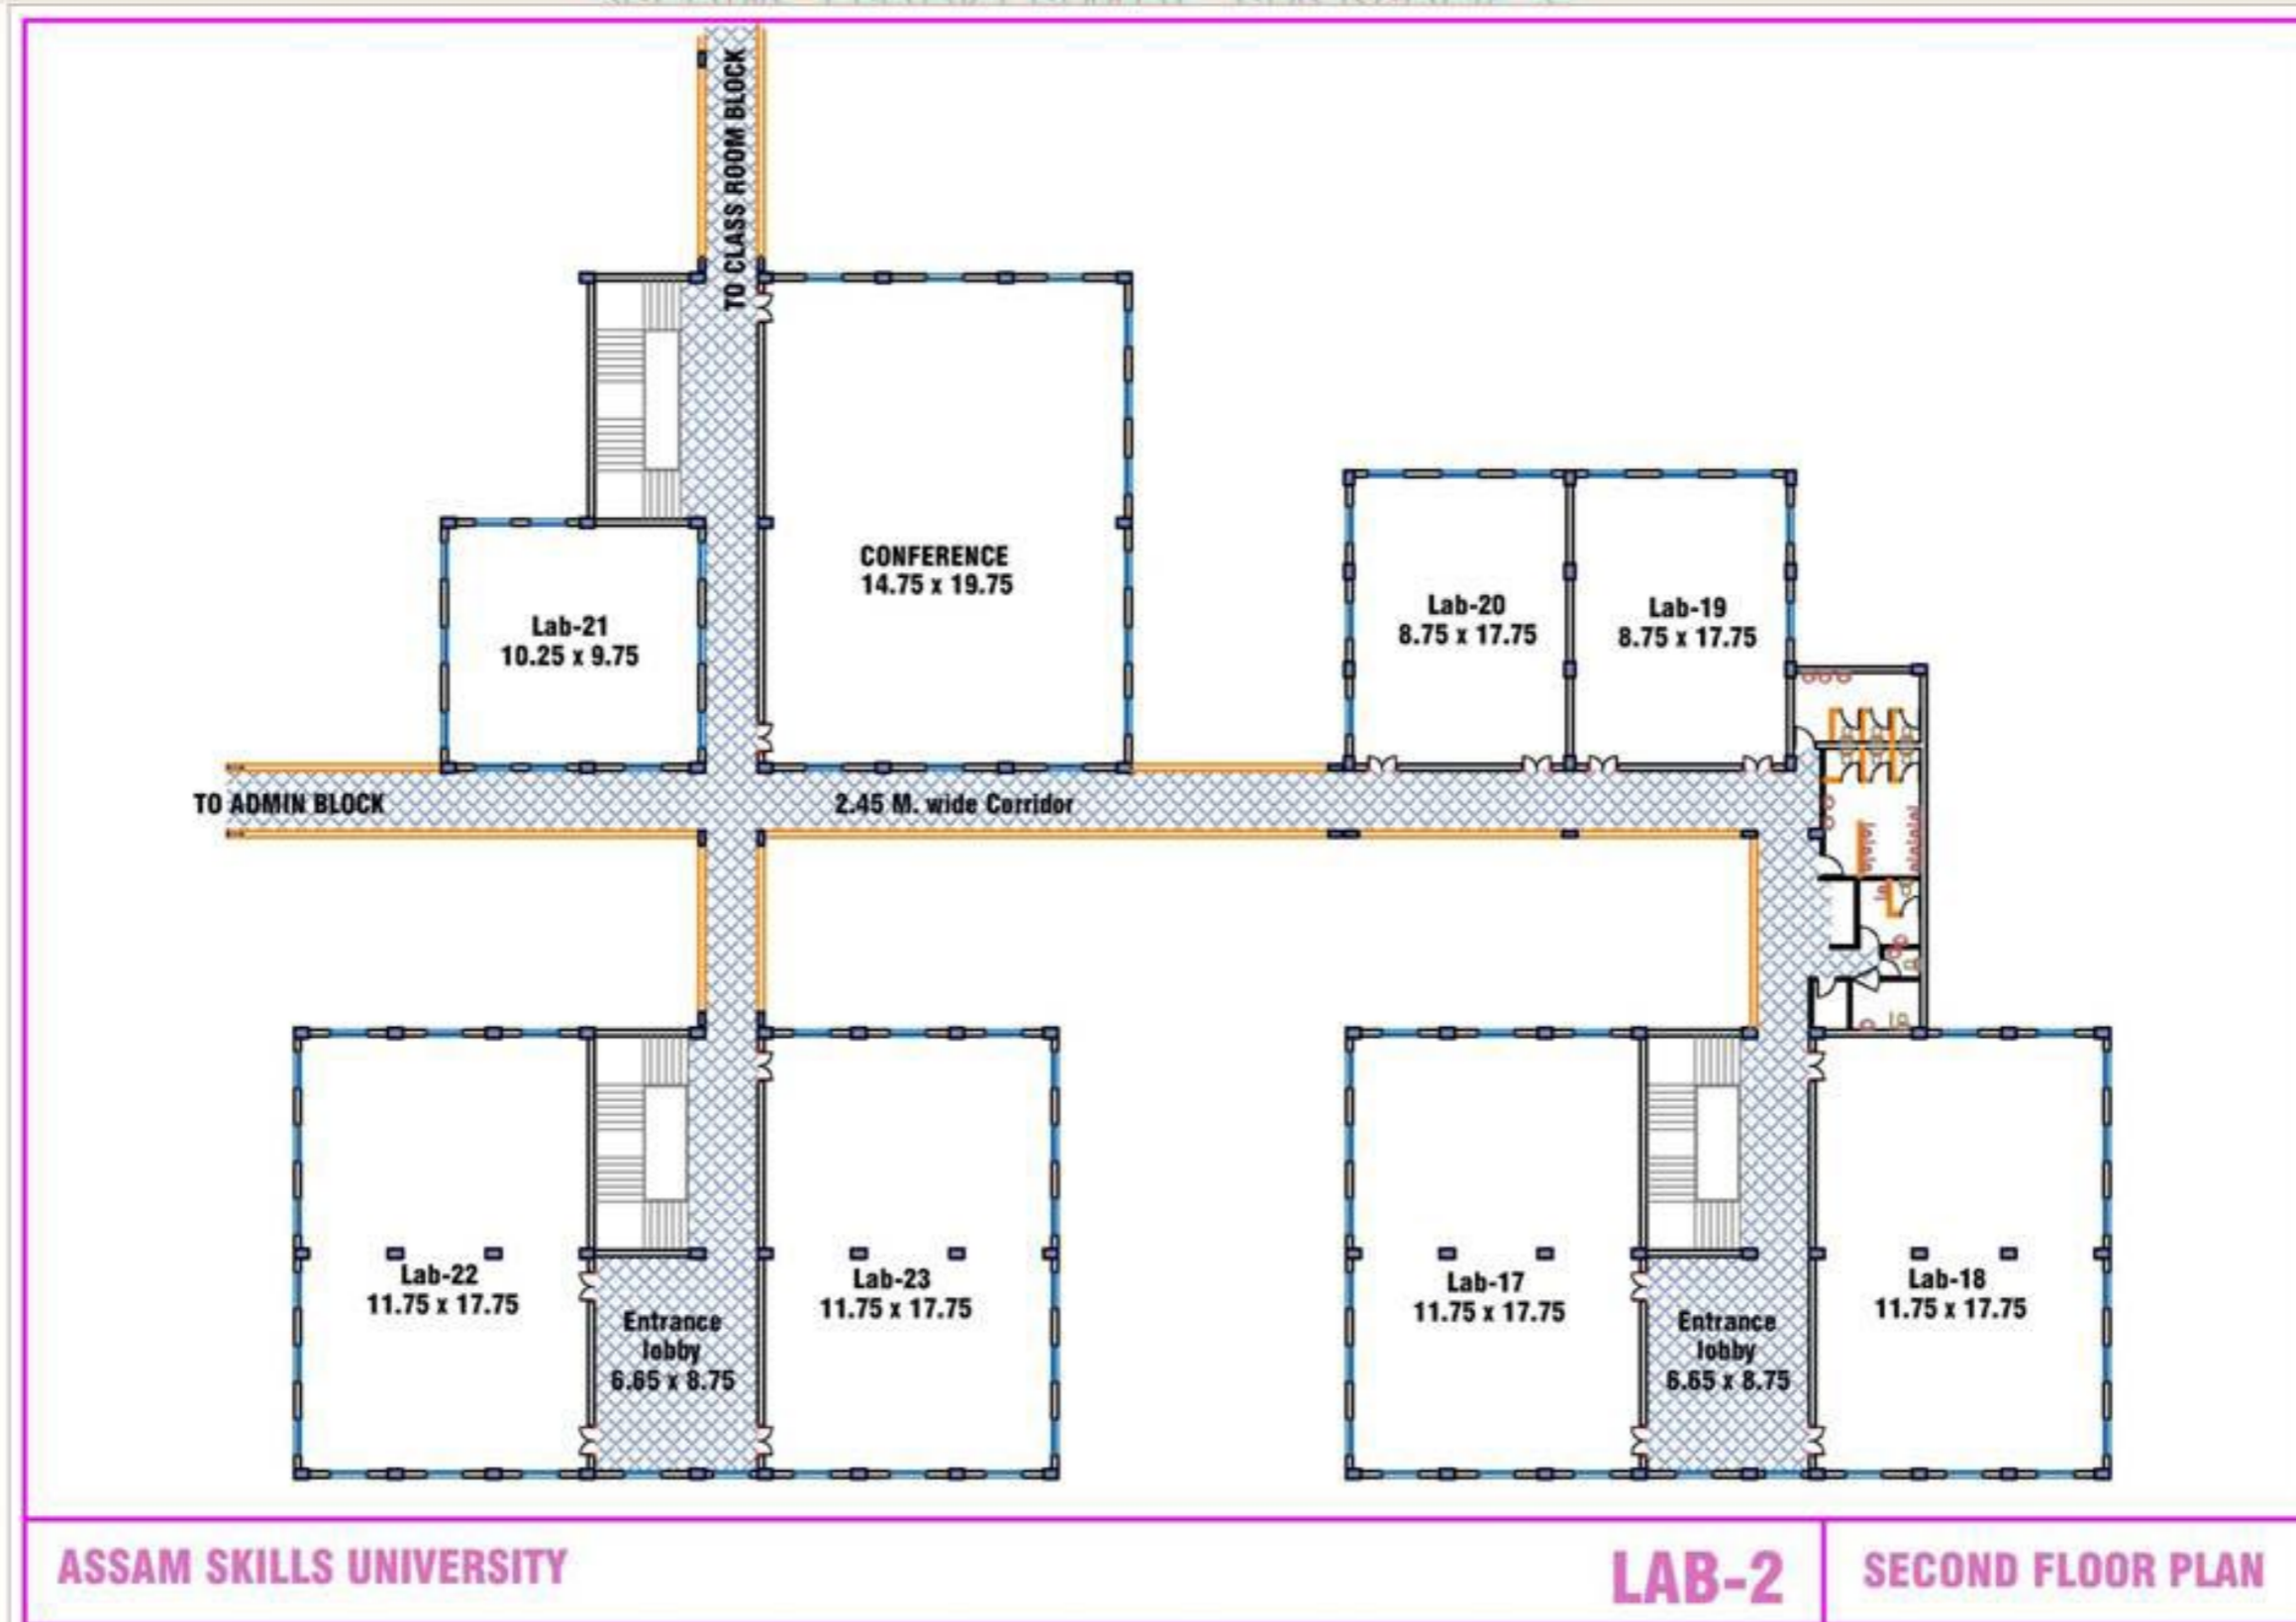 TO CLASS ROOM BLOCK
CONFERENCE
14.75 x 19.75
Lab-21
10.25 x 9.75
Lab-20
8.75 x 17.75
Lab-19
8.75 x 17.75
TO ADMIN BLOCK
2.45 M. wide Corridor
Lab-22
11.75 x 17.75
Entrance
lobby
6.65 x 8.75
Lab-23
11.75 x 17.75
Lab-17
11.75 x 17.75
Entrance
lobby
6.65 x 8.75
Lab-18
11.75 x 17.75
ASSAM SKILLS UNIVERSITY
LAB-2
SECOND FLOOR PLAN